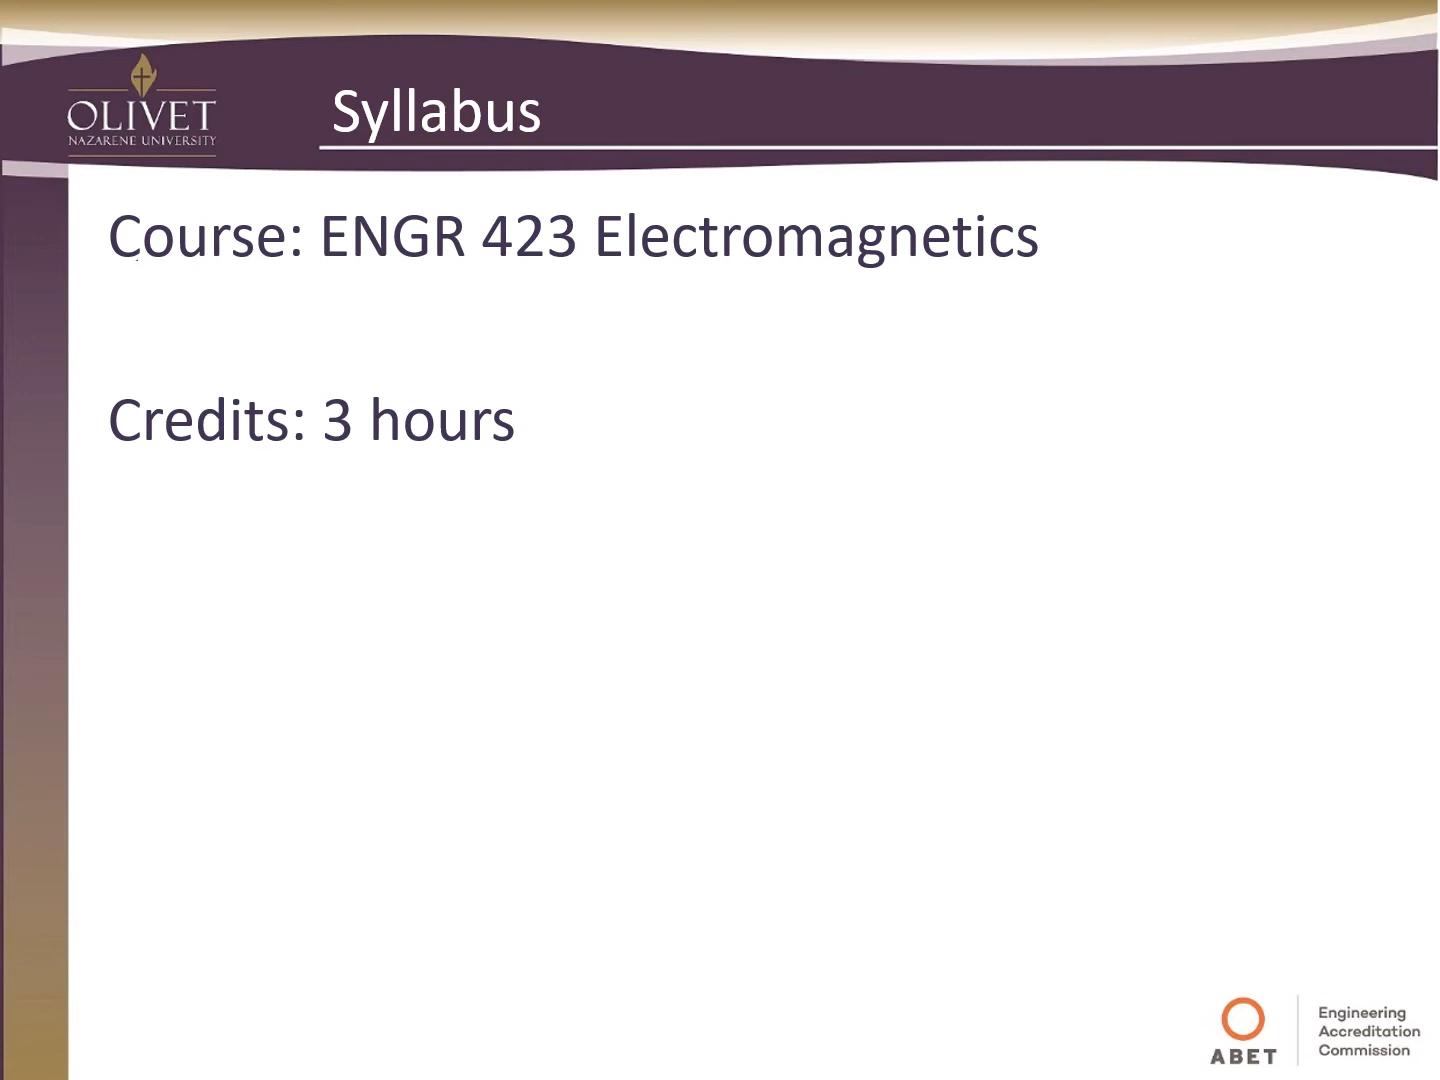 OLIVET
NAZARENE UNIVERSITY
Syllabus
Course: ENGR 423 Electromagnetics
Credits: 3 hours
ABET
Engineering
Accreditation
Commission